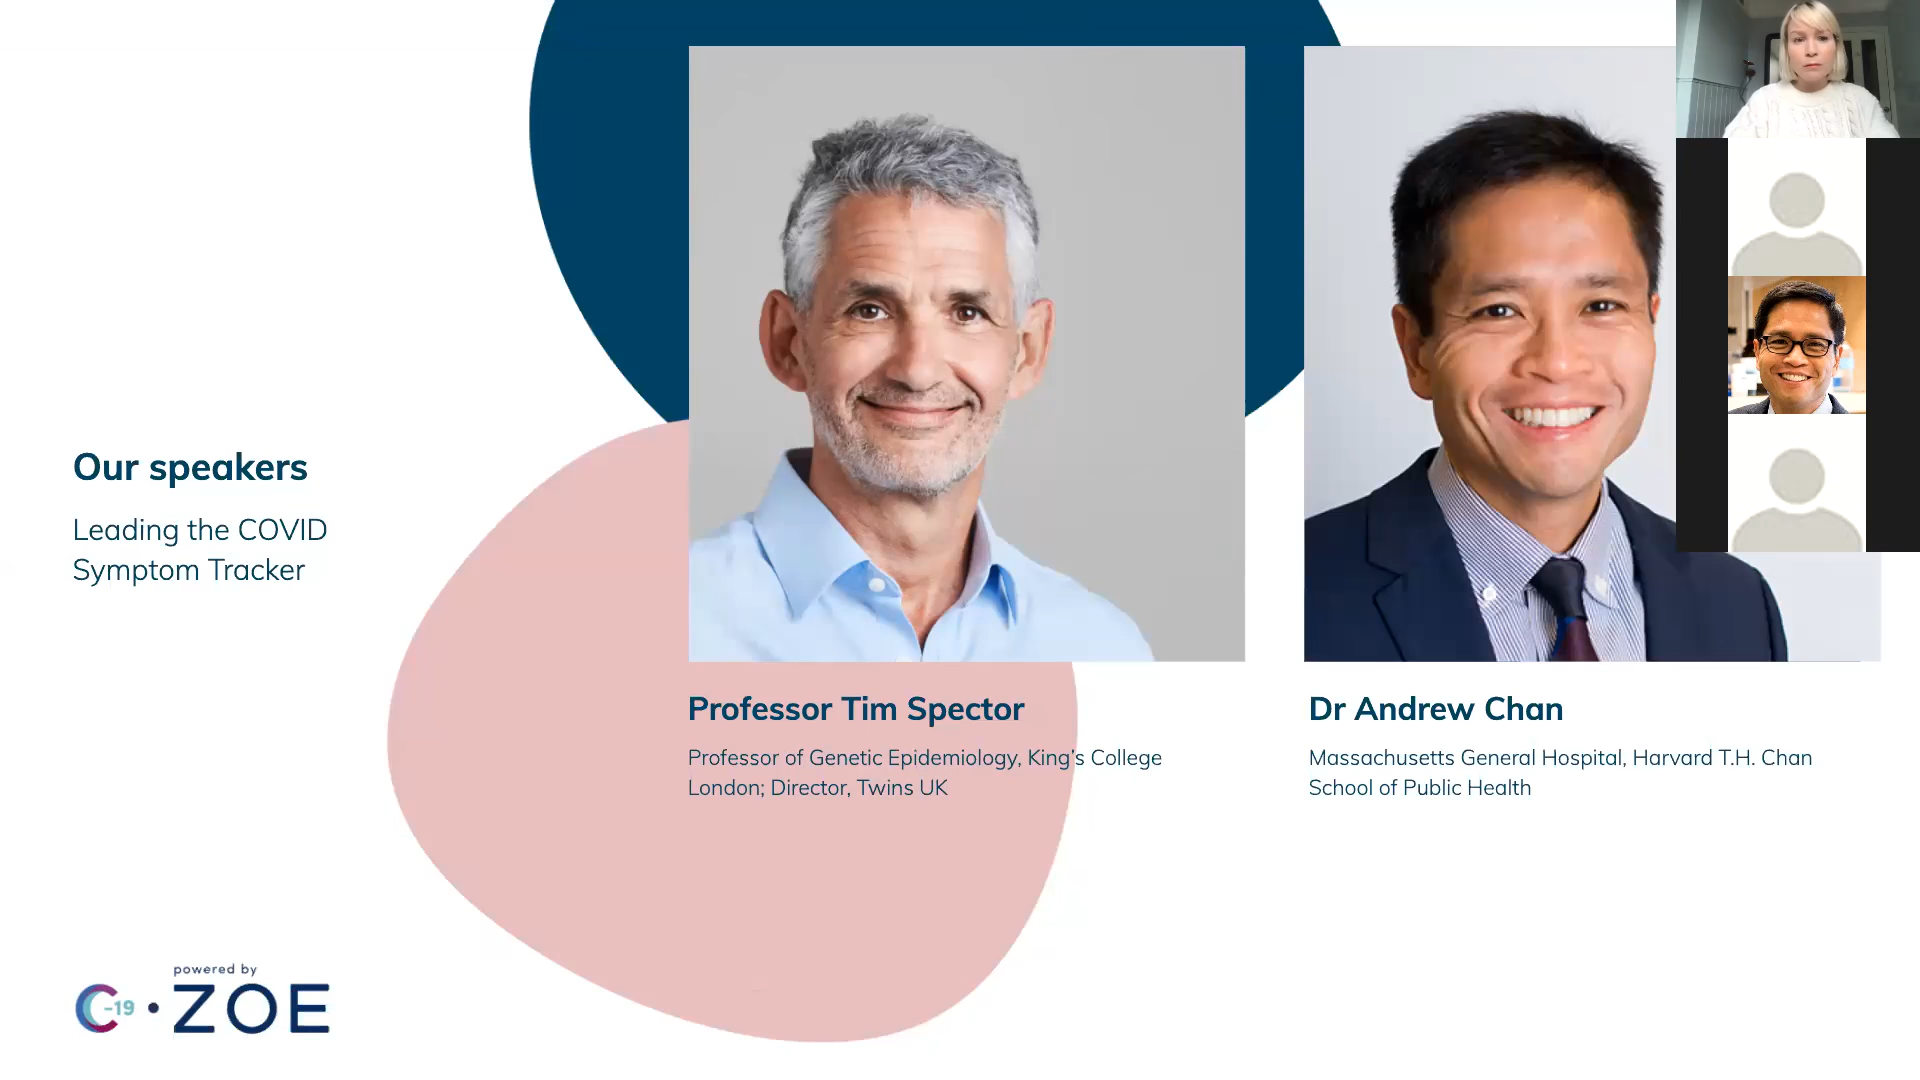 Our speakers
Leading the COVID
Symptom Tracker
Professor Tim Spector
Professor of Genetic Epidemiology, King's College
London; Director, Twins UK
Dr Andrew Chan
Massachusetts General Hospital, Harvard T.H. Chan
School of Public Health
powered by
C-19 • ZOE